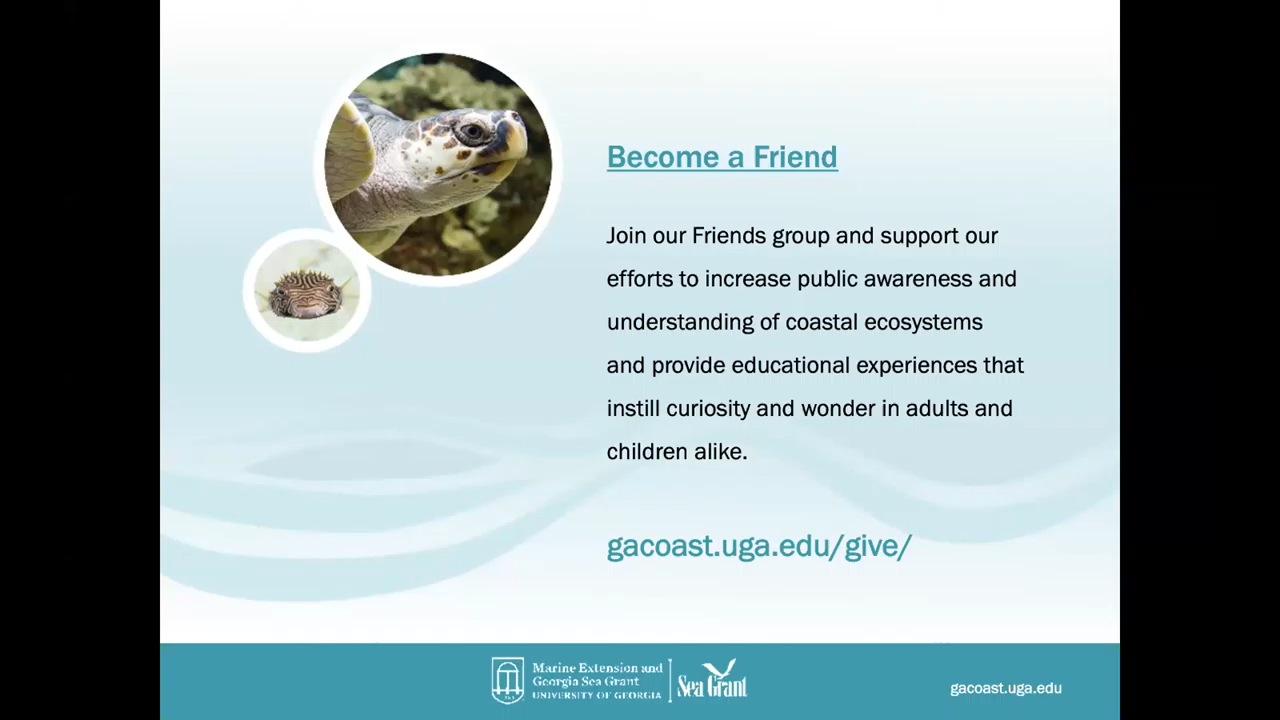 Become a Friend
Join our Friends group and support our
efforts to increase public awareness and
understanding of coastal ecosystems
and provide educational experiences that
instill curiosity and wonder in adults and
children alike.
gacoast.uga.edu/give/
Marine Extension and
Georgia Sea Grant
UNIVERSITY OF GEORGIA
Sea Grant
gacoast.uga.edu